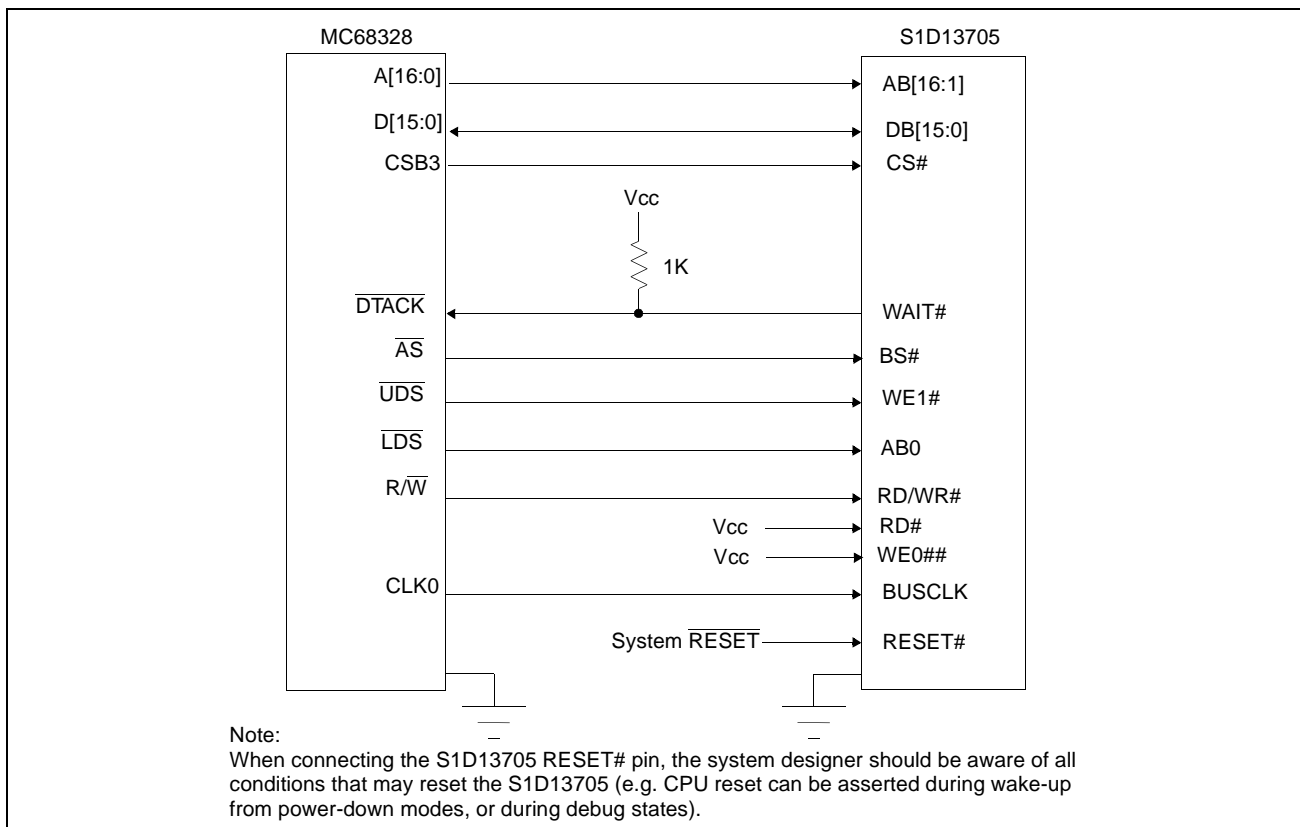 MC68328
S1D13705
A[16:0]
AB[16:1]
D[15:0]
DB[15:0]
CSB3
CS#
Vcc
1K
DTACK
WAIT#
AS
BS#
UDS
WE1#
LDS
AB0
R/W
RD/WR#
Vcc
RD#
Vcc
WE0##
CLK0
BUSCLK
System RESET
RESET#
Note:
When connecting the S1D13705 RESET# pin, the system designer should be aware of all
conditions that may reset the S1D13705 (e.g. CPU reset can be asserted during wake-up
from power-down modes, or during debug states).